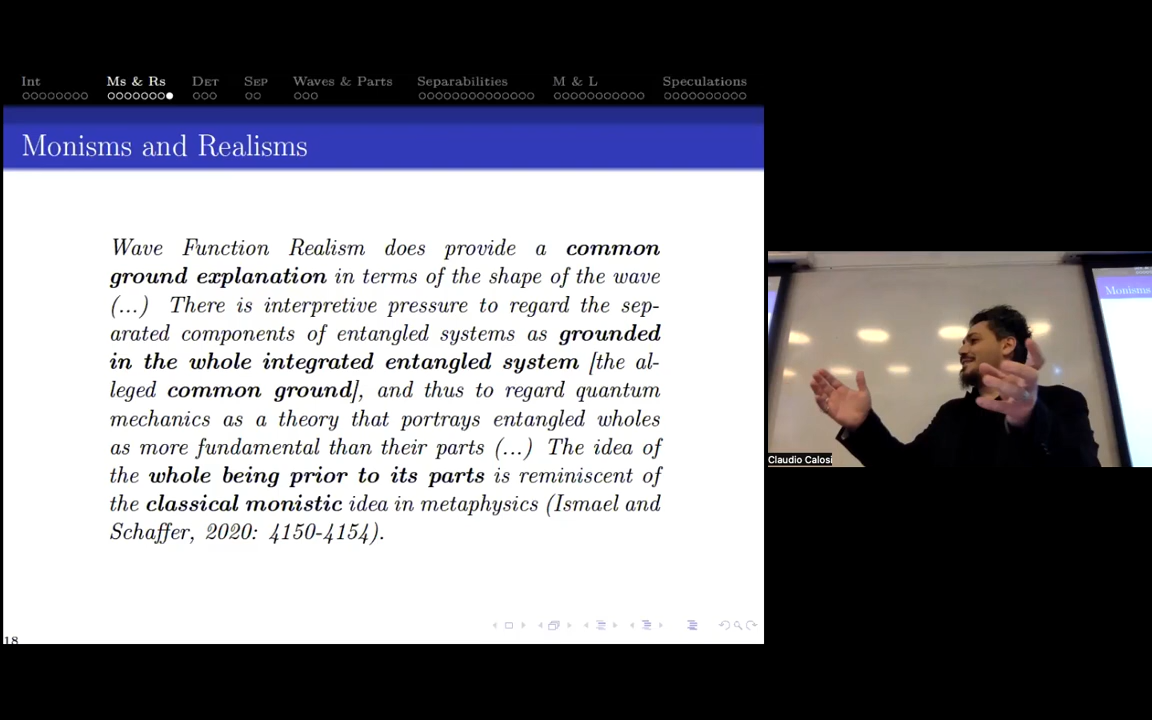 Int Ms & Rs Det Sep Waves & Parts Separabilities M & L Speculations
Monisms and Realisms
Wave Function Realism does provide a common
ground explanation in terms of the shape of the wave
(...) There is interpretive pressure to regard the sep-
arated components of entangled systems as grounded
in the whole integrated entangled system [the al-
leged common ground], and thus to regard quantum
mechanics as a theory that portrays entangled wholes
as more fundamental than their parts (...) The idea of
the whole being prior to its parts is reminiscent of
the classical monistic idea in metaphysics (Ismael and
Schaffer, 2020: 4150-4154).
18
Monisms
Claudio Calosi